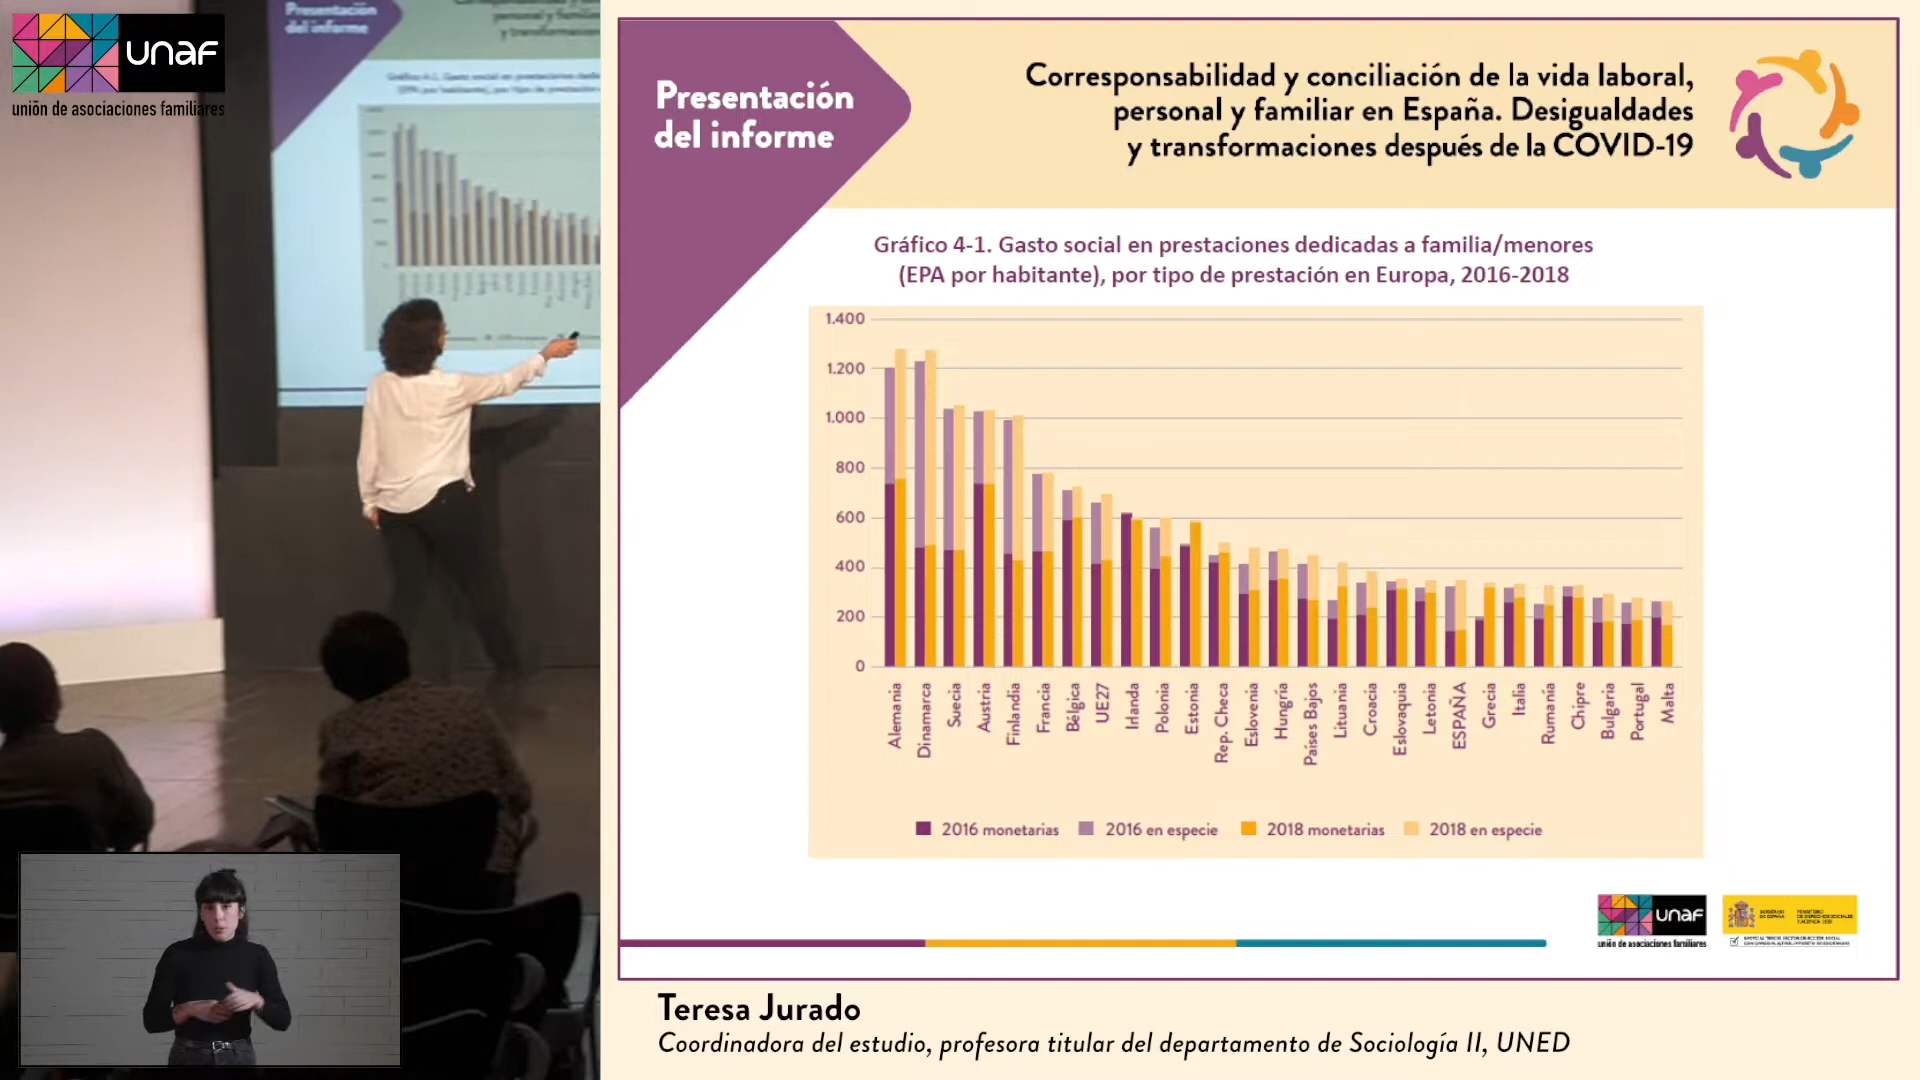 unaf
unión de asociaciones familiares
Presentación
del informe
Presentación
del informe
Corresponsabilidad y conciliación de la vida laboral,
personal y familiar en España. Desigualdades
y transformaciones después de la COVID-19
Gráfico 4-1. Gasto social en prestaciones dedicadas a familia/menores
(EPA por habitante), por tipo de prestación en Europa, 2016-2018
1.400
1.200
1.000
800
600
400
200
0
Alemania
Dinamarca
Suecia
Austria
Finlandia
Francia
Bélgica
UE27
Irlanda
Polonia
Estonia
Rep. Checa
Eslovenia
Hungría
Países Bajos
Lituania
Croacia
Eslovaquia
Letonia
ESPAÑA
Grecia
Italia
Rumanía
Chipre
Bulgaria
Portugal
Malta
2016 monetarias 2016 en especie 2018 monetarias 2018 en especie
unaf
unión de asociaciones familiares
Teresa Jurado
Coordinadora del estudio, profesora titular del departamento de Sociología II, UNED